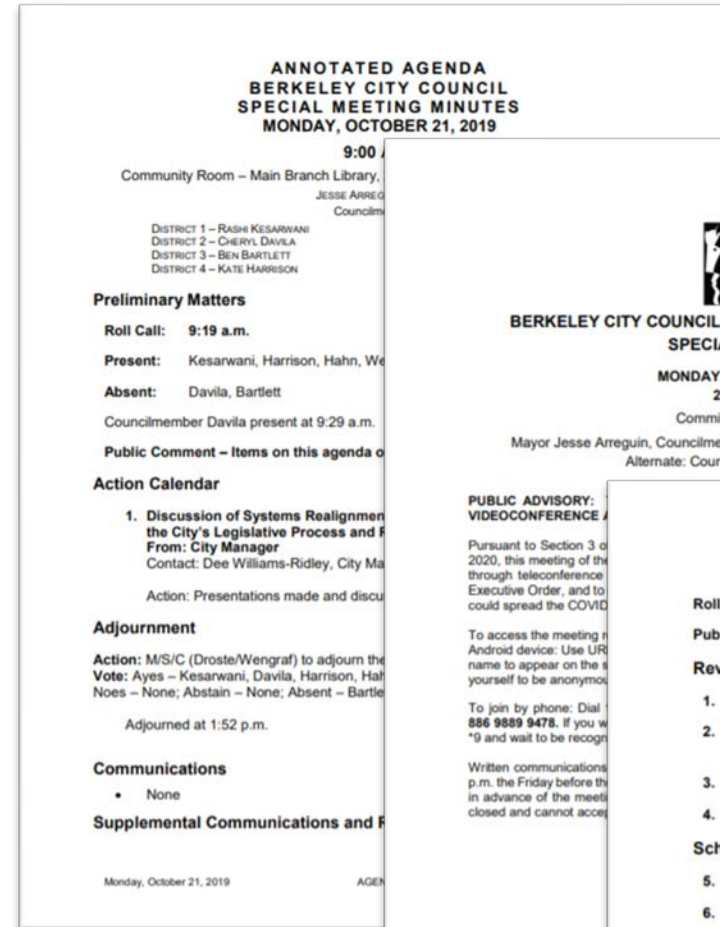 ANNOTATED AGENDA
BERKELEY CITY COUNCIL
SPECIAL MEETING MINUTES
MONDAY, OCTOBER 21, 2019
9:00
Community Room – Main Branch Library,
JESSE ARREG
Councilm
DISTRICT 1 – RASHI KESARWANI
DISTRICT 2 – CHERYL DAVILA
DISTRICT 3 – BEN BARTLETT
DISTRICT 4 – KATE HARRISON
Preliminary Matters
Roll Call: 9:19 a.m.
Present: Kesarwani, Harrison, Hahn, We
Absent: Davila, Bartlett
Councilmember Davila present at 9:29 a.m.
Public Comment – Items on this agenda o
Action Calendar
1. Discussion of Systems Realignmen
the City's Legislative Process and
From: City Manager
Contact: Dee Williams-Ridley, City Ma
Action: Presentations made and discu
Adjournment
Action: M/S/C (Droste/Wengraf) to adjourn the
Vote: Ayes – Kesarwani, Davila, Harrison, Hah
Noes – None; Abstain – None; Absent – Bartle
Adjourned at 1:52 p.m.
Communications
• None
Supplemental Communications and
Monday, October 21, 2019 AGEN
BERKELEY CITY COUNCIL
SPECIA
MONDAY
2
Commi
Mayor Jesse Arreguin, Councilme
Alternate: Coun
PUBLIC ADVISORY:
VIDEOCONFERENCE
Pursuant to Section 3 o
2020, this meeting of the
through teleconference
Executive Order, and to
could spread the COVID
To access the meeting r
Android device: Use UR
name to appear on the s
yourself to be anonymou
To join by phone: Dial
886 9889 9478. If you w
*9 and wait to be recogn
Written communications
p.m. the Friday before th
in advance of the meeti
closed and cannot accep
Roll
Pub
Rev
1.
2.
3.
4.
Sch
5.
6.